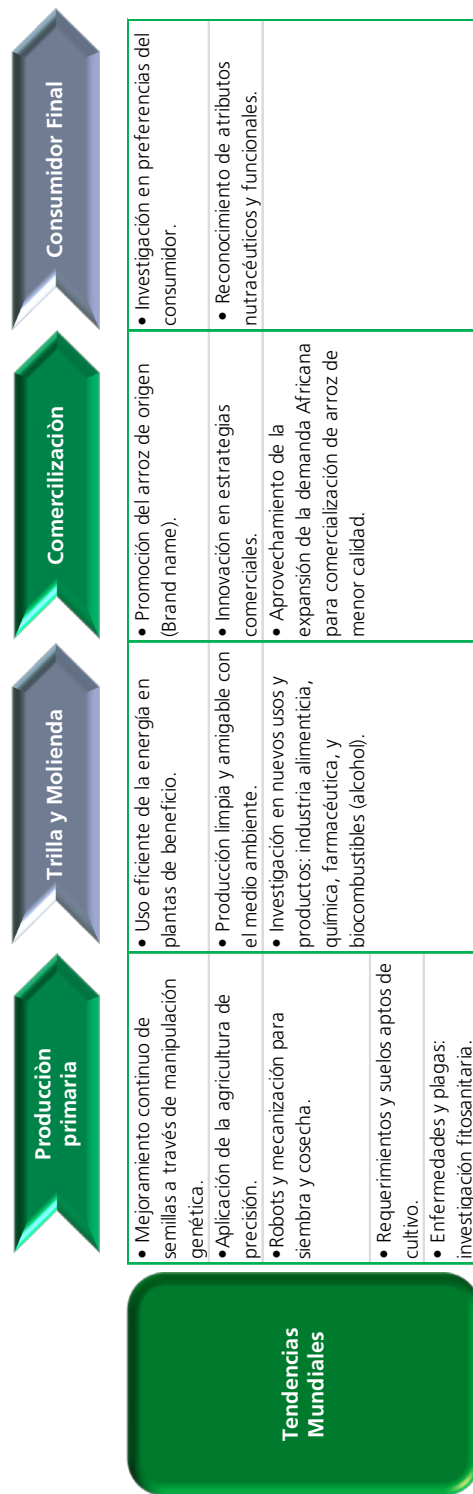 Producciòn
primaria
Trilla y Molienda
Comercilizaciòn
Consumidor Final
Tendencias
Mundiales
• Mejoramiento continuo de
semillas a través de manipulación
genética.
•Aplicación de la agricultura de
precisión.
•Robots y mecanización para
siembra y cosecha.
• Requerimientos y suelos aptos de
cultivo.
• Enfermedades y plagas:
investigación fitosanitaria.
• Uso eficiente de la energía en
plantas de beneficio.
• Producción limpia y amigable con
el medio ambiente.
• Investigación en nuevos usos y
productos: industria alimenticia,
química, farmacéutica, y
biocombustibles (alcohol).
• Promoción del arroz de origen
(Brand name).
• Innovación en estrategias
comerciales.
• Aprovechamiento de la
expansión de la demanda Africana
para comercialización de arroz de
menor calidad.
• Investigación en preferencias del
consumidor.
• Reconocimiento de atributos
nutracéuticos y funcionales.